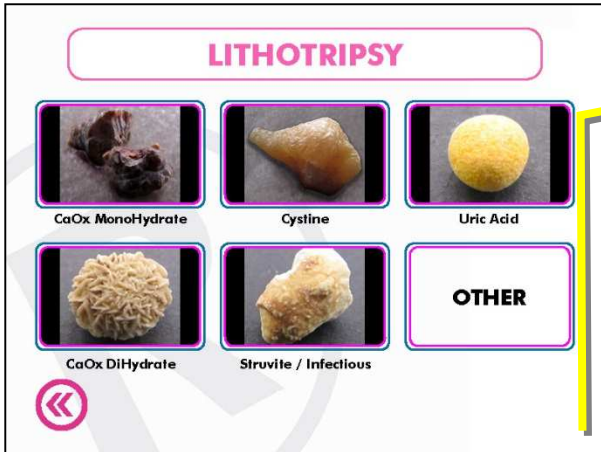 LITHOTRIPSY
CaOx MonoHydrate
Cystine
Uric Acid
OTHER
CaOx DiHydrate
Struvite / Infectious